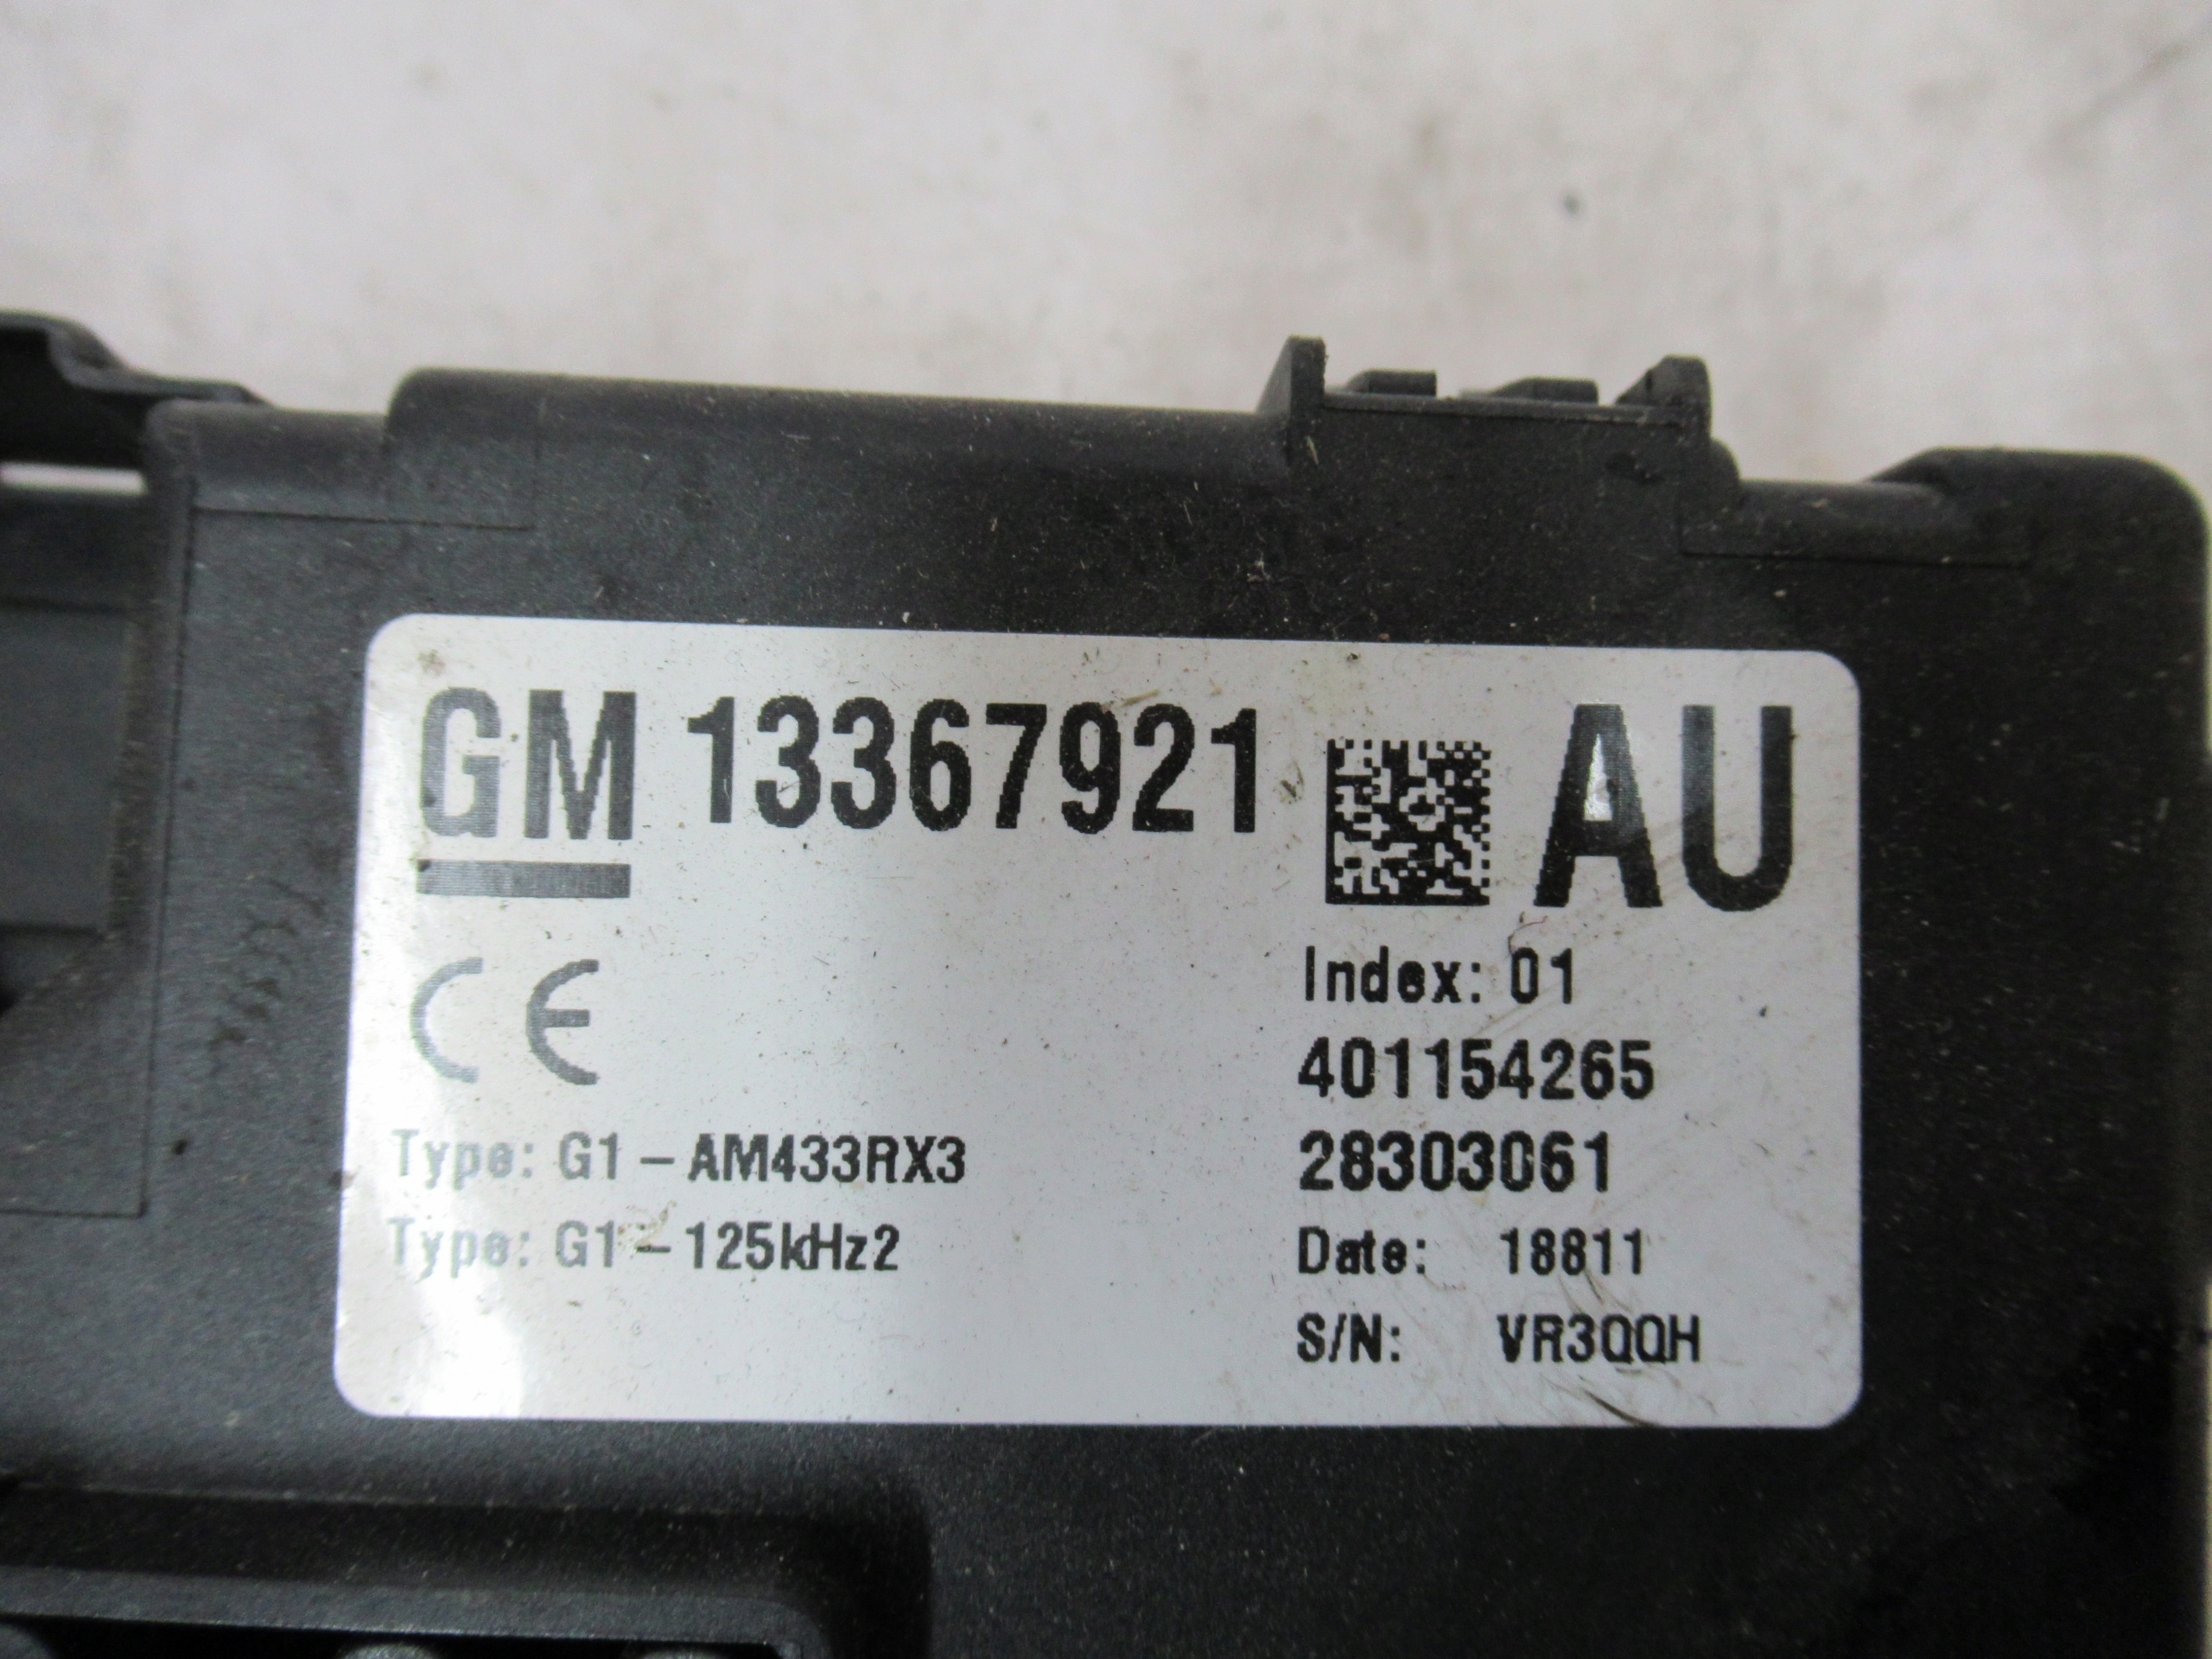 GM 13367921 AU
CE
Index: 01
401154265
28303061
Type: G1-AM433RX3
Type: G1-125kHz2
Date: 18811
S/N: VR3QQH